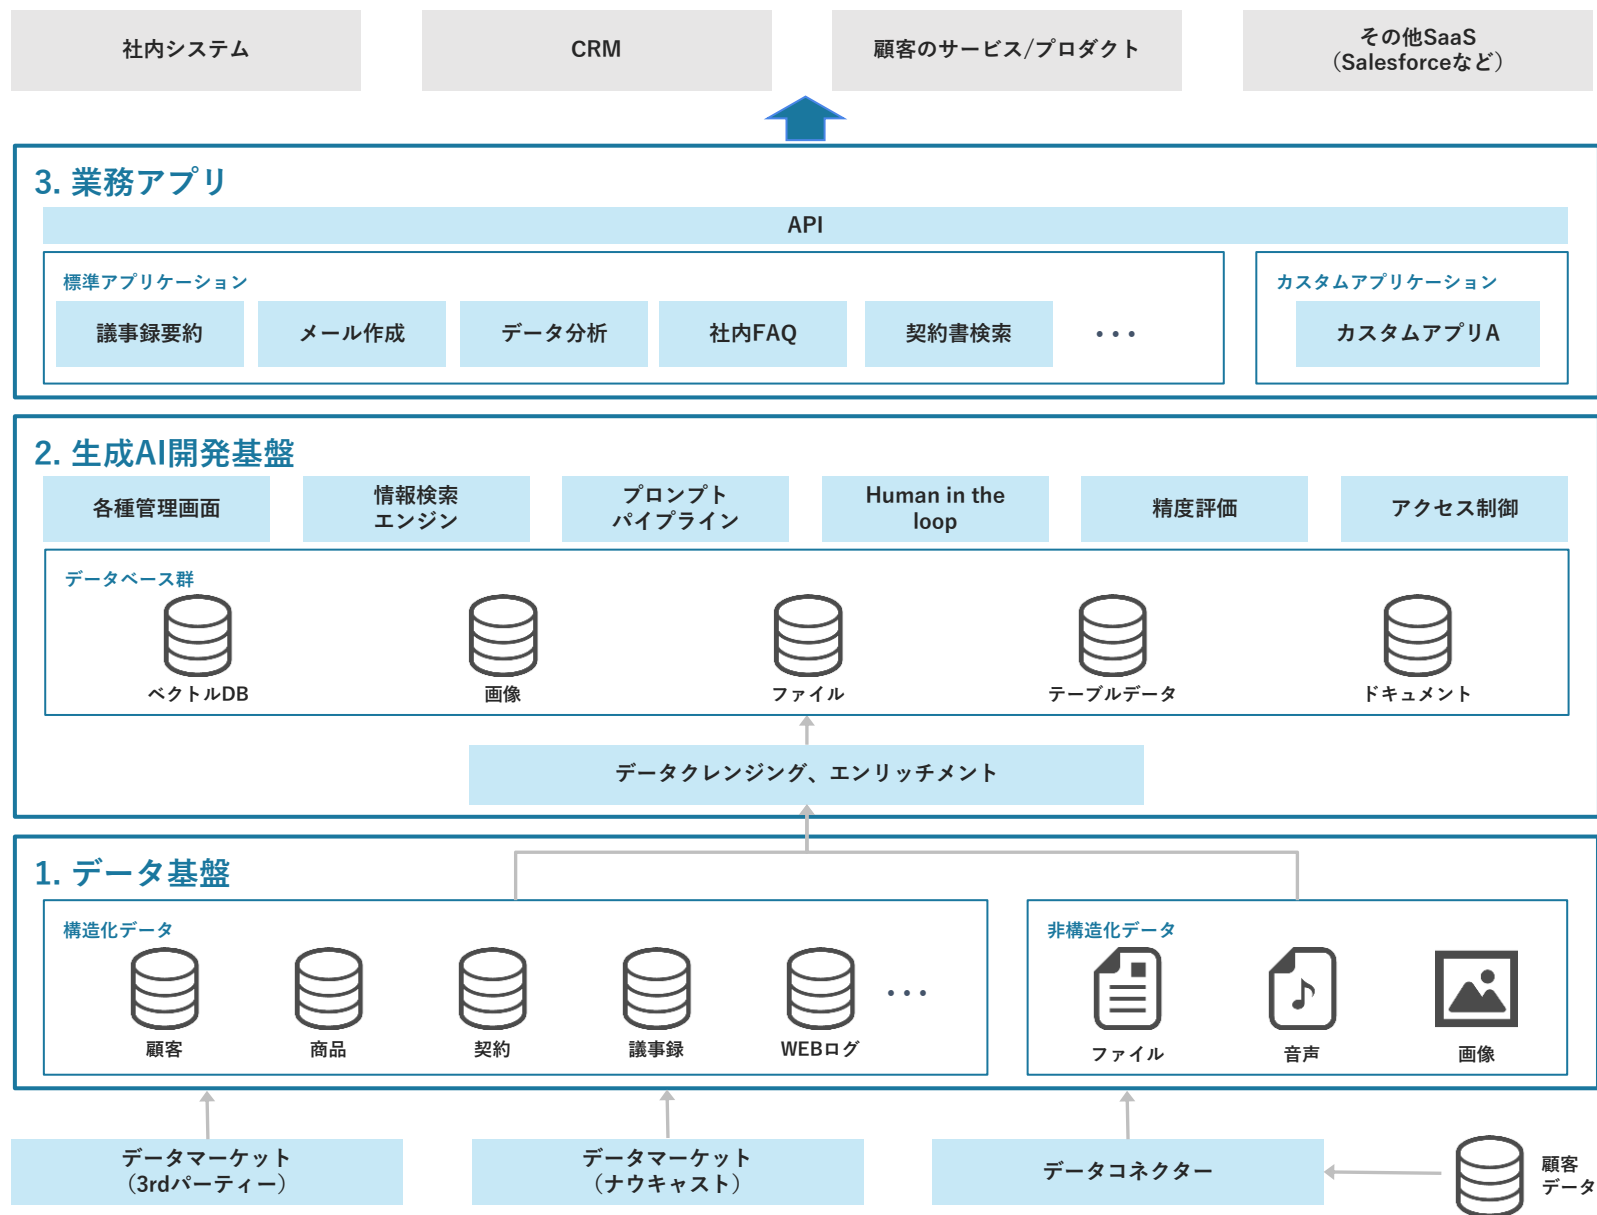 社内システム
CRM
顧客のサービス/プロダクト
その他SaaS
（Salesforceなど）
3. 業務アプリ
API
標準アプリケーション
議事録要約
メール作成
データ分析
社内FAQ
契約書検索
・・・
カスタムアプリケーション
カスタムアプリA
2. 生成AI開発基盤
各種管理画面
情報検索
エンジン
プロンプト
パイプライン
Human in the
loop
精度評価
アクセス制御
データベース群
ベクトルDB
画像
ファイル
テーブルデータ
ドキュメント
データクレンジング、エンリッチメント
1. データ基盤
構造化データ
顧客
商品
契約
議事録
WEBログ
・・・
非構造化データ
ファイル
音声
画像
データマーケット
（3rdパーティー）
データマーケット
（ナウキャスト）
データコネクター
顧客
データ